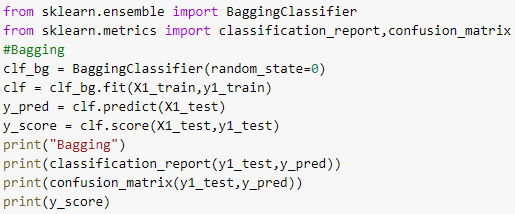 from sklearn.ensemble import BaggingClassifier
from sklearn.metrics import classification_report,confusion_matrix
#Bagging
clf_bg = BaggingClassifier(random_state=0)
clf = clf_bg.fit(X1_train,y1_train)
y_pred = clf.predict(X1_test)
y_score = clf.score(X1_test,y1_test)
print("Bagging")
print(classification_report(y1_test,y_pred))
print(confusion_matrix(y1_test,y_pred))
print(y_score)